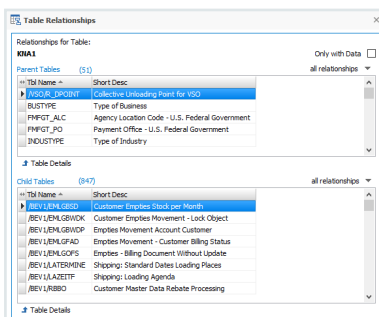 Table Relationships
Relationships for Table:
KNA1 Only with Data
Parent Tables (51) all relationships
Tbl Name Short Desc
/VSO/R_DPOINT Collective Unloading Point for VSO
BUSTYPE Type of Business
FMFGT_ALC Agency Location Code - U.S. Federal Government
FMFGT_PO Payment Office - U.S. Federal Government
INDUSTYPE Type of Industry
Table Details
Child Tables (847) all relationships
Tbl Name Short Desc
/BEV1/EMLGBSD Customer Empties Stock per Month
/BEV1/EMLGBWDK Customer Empties Movement - Lock Object
/BEV1/EMLGBWDP Empties Movement Account Customer
/BEV1/EMLGFAD Empties Movement - Customer Billing Status
/BEV1/EMLGOFS Empties - Billing Document Without Update
/BEV1/LATERMINE Shipping: Standard Dates Loading Places
/BEV1/LAZEITF Shipping: Loading Agenda
/BEV1/RBBO Customer Master Data Rebate Processing
Table Details